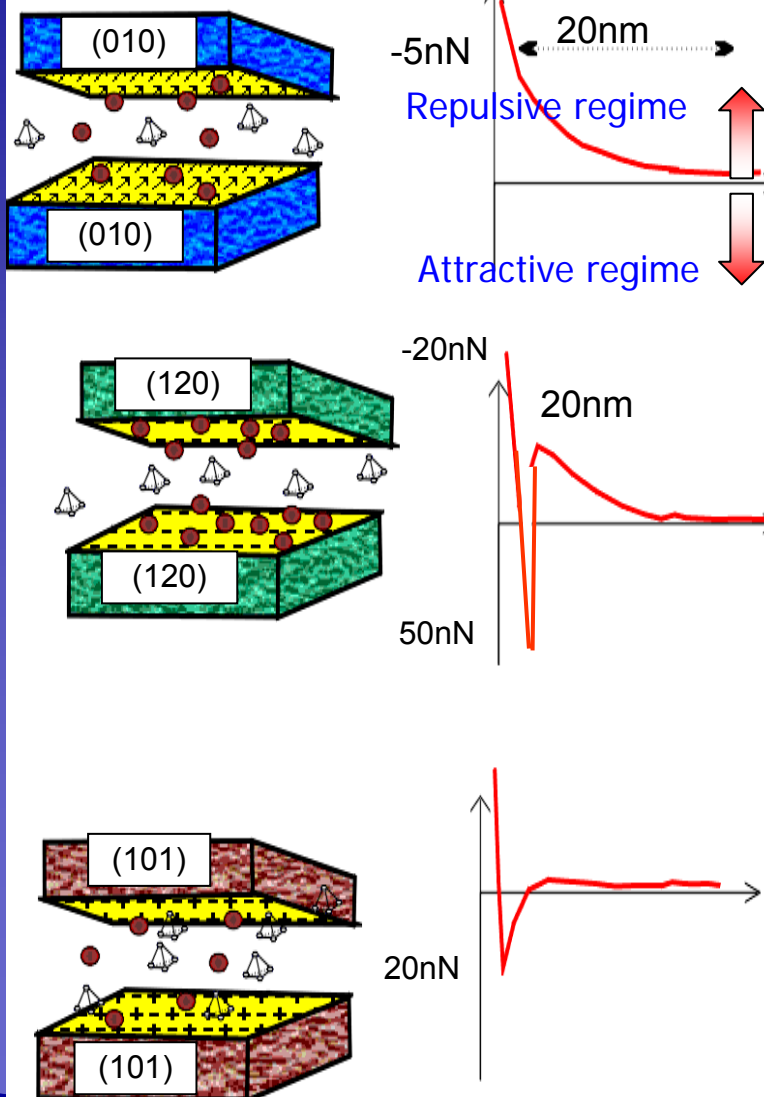 (010)
-5nN
20nm
Repulsive regime
(010)
Attractive regime
-20nN
(120)
20nm
(120)
50nN
(101)
20nN
(101)